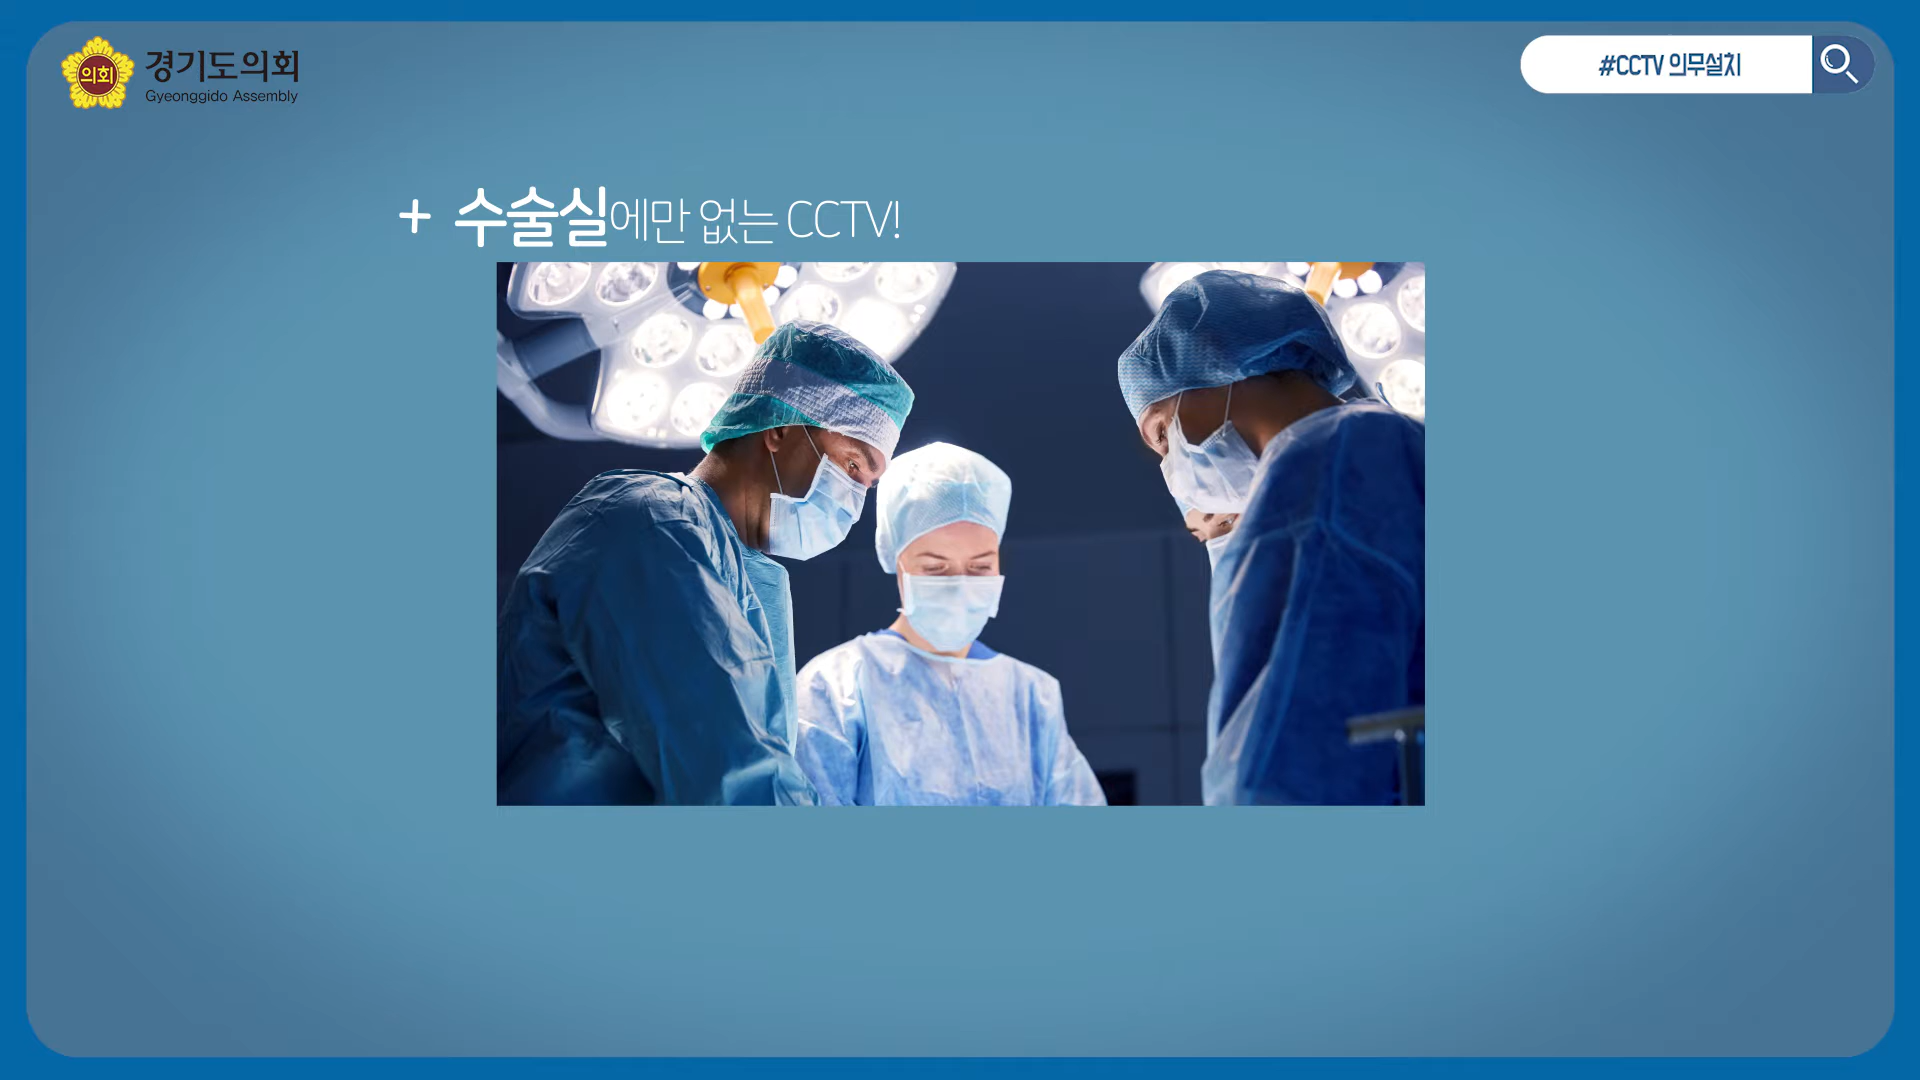 의회
경기도의회
Gyeonggido Assembly
#CCTV 의무설치
+ 수술실에만 없는 CCTV!